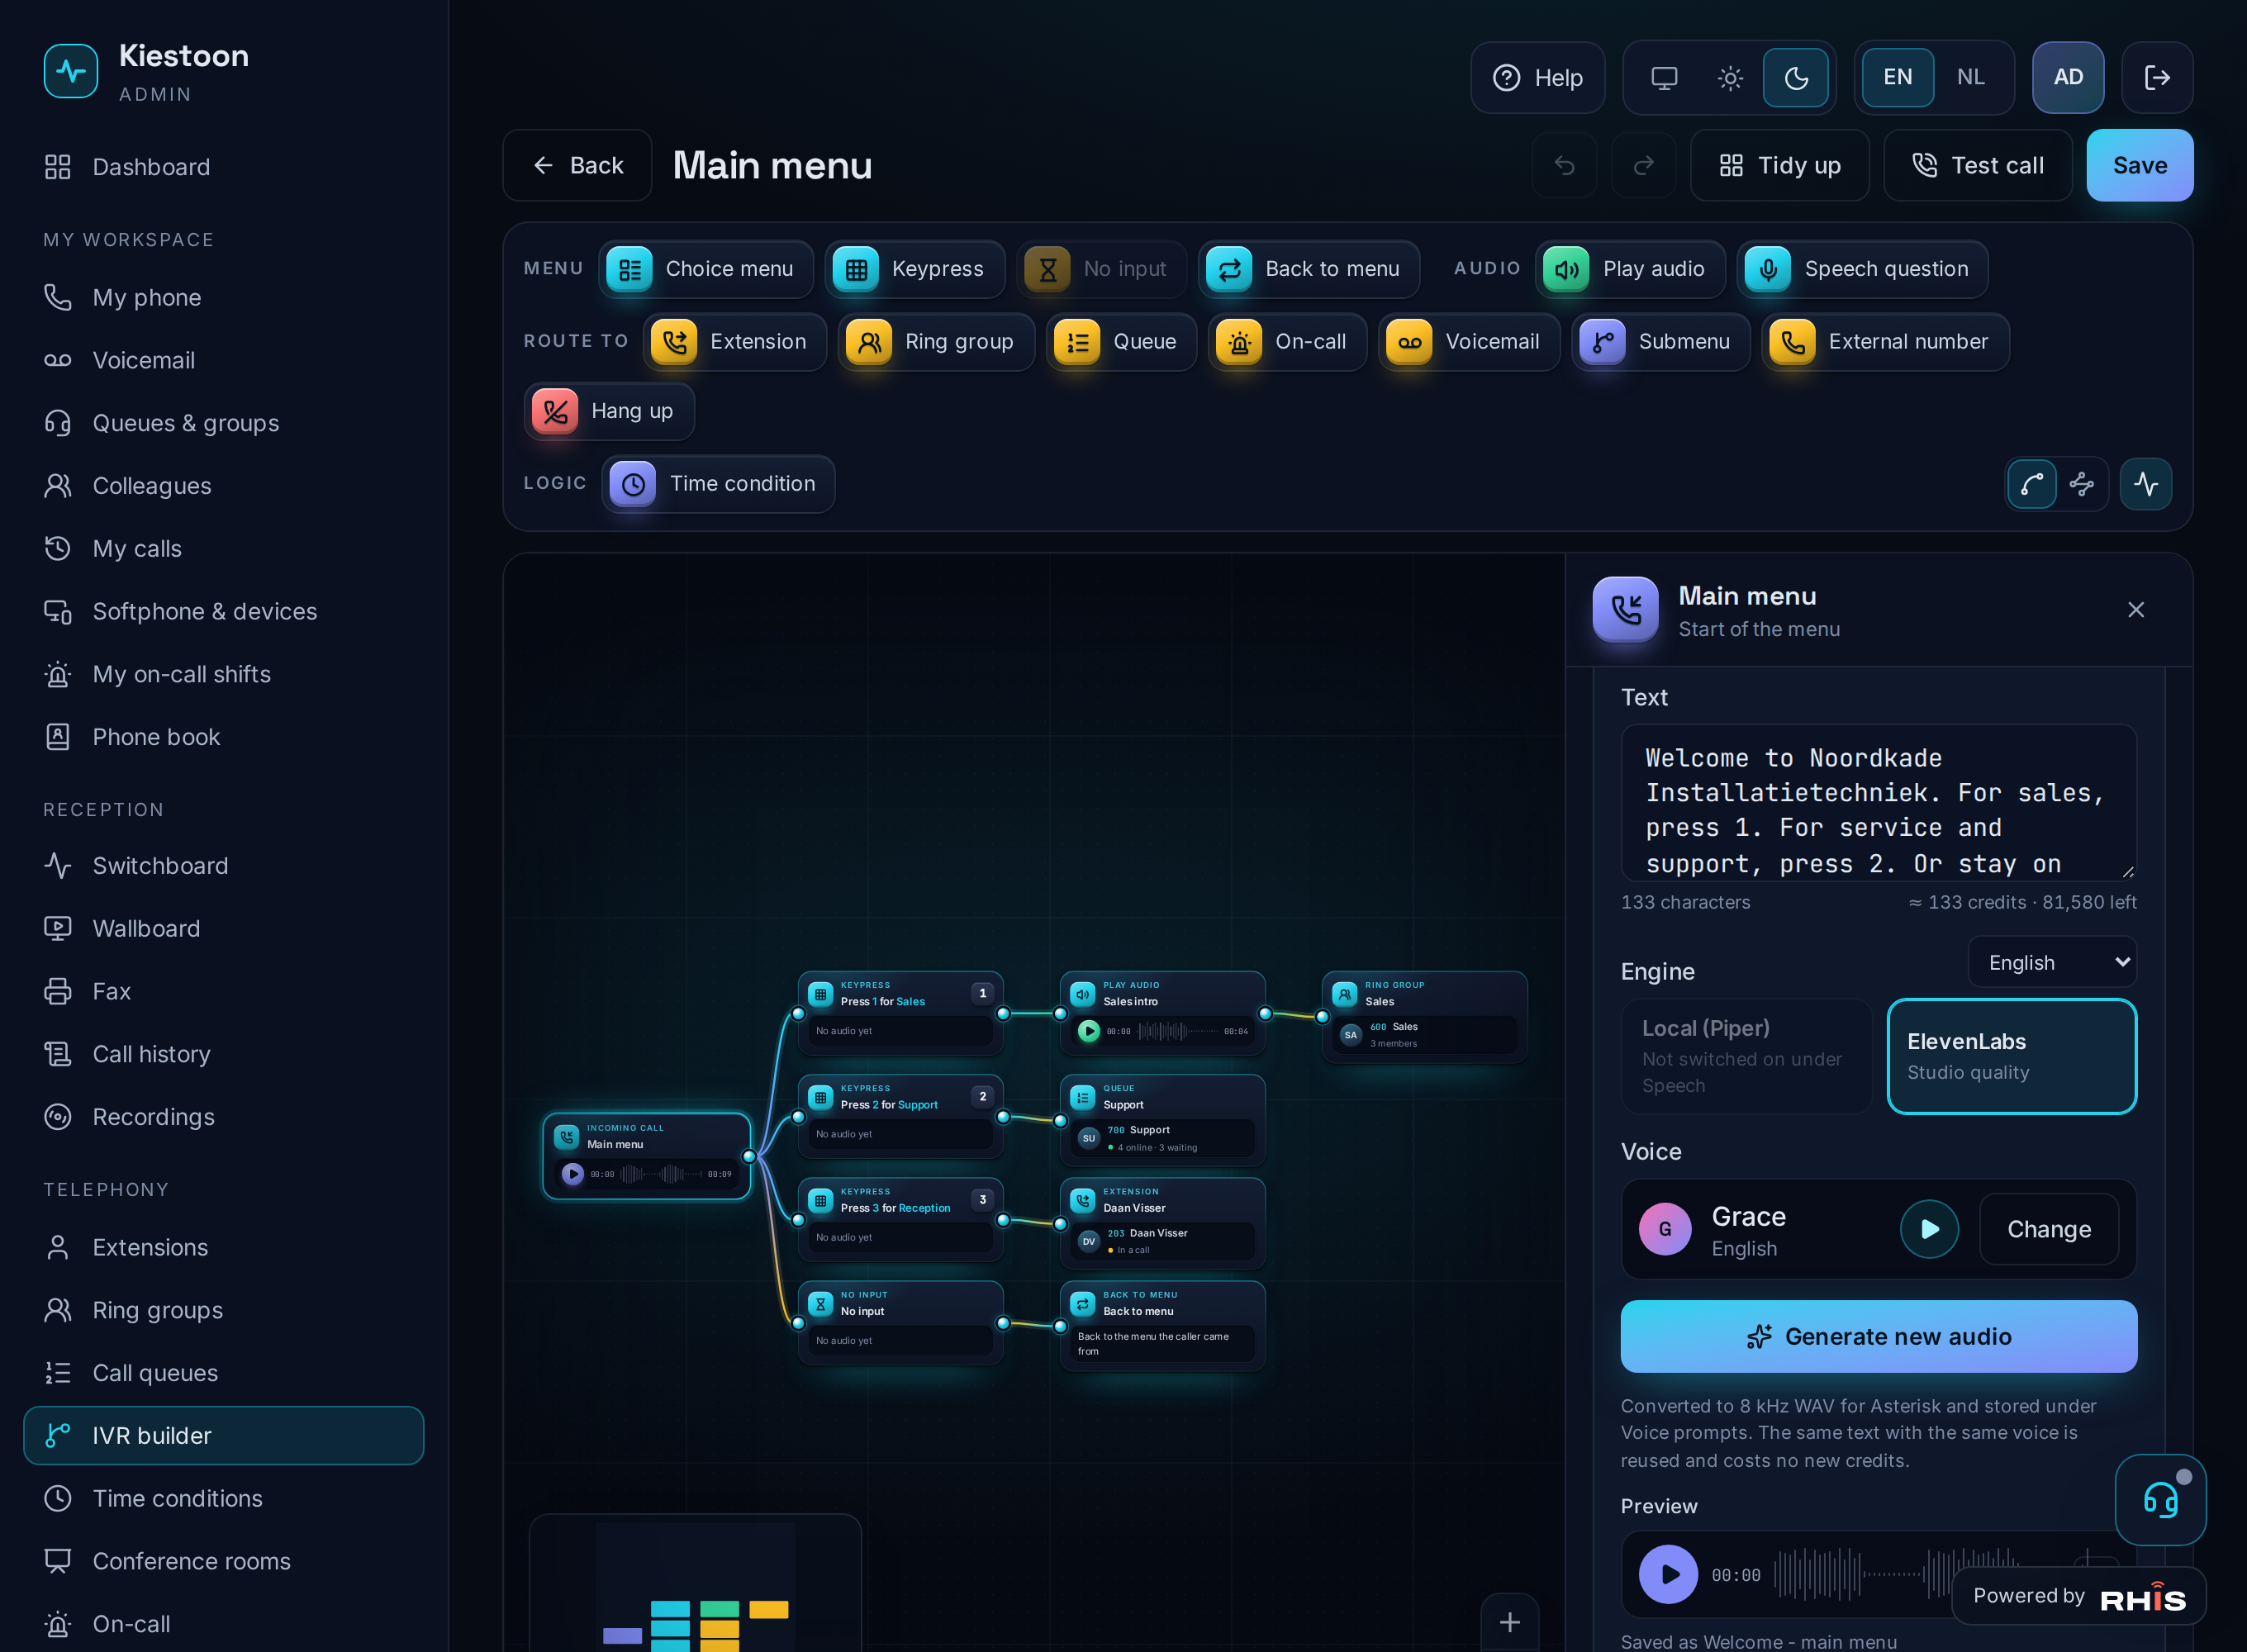 Kiestoon
ADMIN
Dashboard
MY WORKSPACE
My phone
Voicemail
Queues & groups
Colleagues
My calls
Softphone & devices
My on-call shifts
Phone book
RECEPTION
Switchboard
Wallboard
Fax
Call history
Recordings
TELEPHONY
Extensions
Ring groups
Call queues
IVR builder
Time conditions
Conference rooms
On-call
Help
EN NL
AD
Back
Main menu
Tidy up
Test call
Save
MENU Choice menu Keypress No input Back to menu AUDIO Play audio Speech question
ROUTE TO Extension Ring group Queue On-call Voicemail Submenu External number
Hang up
LOGIC Time condition
INCOMING CALL
Main menu
00:00 00:09
KEYPRESS
Press 1 for Sales 1
No audio yet
PLAY AUDIO
Sales intro
00:00 00:04
RING GROUP
Sales
SA 600 Sales
3 members
KEYPRESS
Press 2 for Support 2
No audio yet
QUEUE
Support
SU 700 Support
4 online · 3 waiting
KEYPRESS
Press 3 for Reception 3
No audio yet
EXTENSION
Daan Visser
DV 203 Daan Visser
In a call
NO INPUT
No input
No audio yet
BACK TO MENU
Back to menu
Back to the menu the caller came
from
Main menu
Start of the menu
Text
Welcome to Noordkade
Installatietechniek. For sales,
press 1. For service and
support, press 2. Or stay on
133 characters ≈ 133 credits · 81,580 left
Engine English
Local (Piper)
Not switched on under
Speech
ElevenLabs
Studio quality
Voice
G Grace
English
Change
Generate new audio
Converted to 8 kHz WAV for Asterisk and stored under
Voice prompts. The same text with the same voice is
reused and costs no new credits.
Preview
00:00
Powered by RHiS
Saved as Welcome - main menu